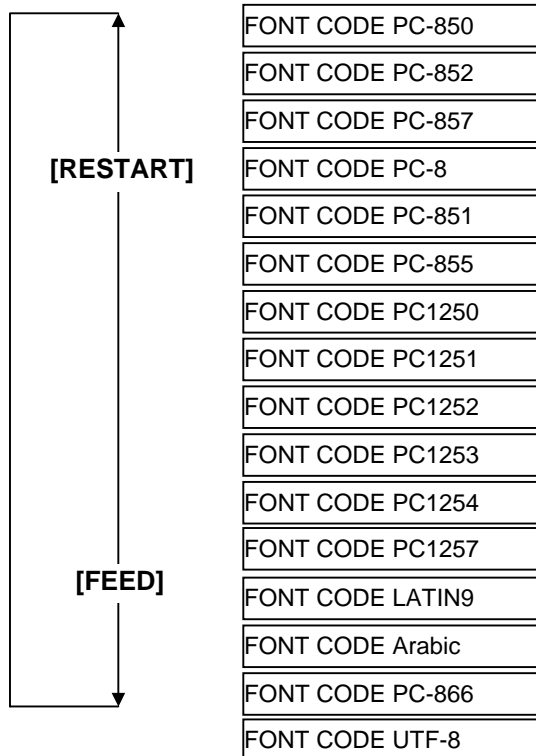 FONT CODE PC-850
FONT CODE PC-852
FONT CODE PC-857
[RESTART]
FONT CODE PC-8
FONT CODE PC-851
FONT CODE PC-855
FONT CODE PC1250
FONT CODE PC1251
FONT CODE PC1252
FONT CODE PC1253
FONT CODE PC1254
FONT CODE PC1257
[FEED]
FONT CODE LATIN9
FONT CODE Arabic
FONT CODE PC-866
FONT CODE UTF-8